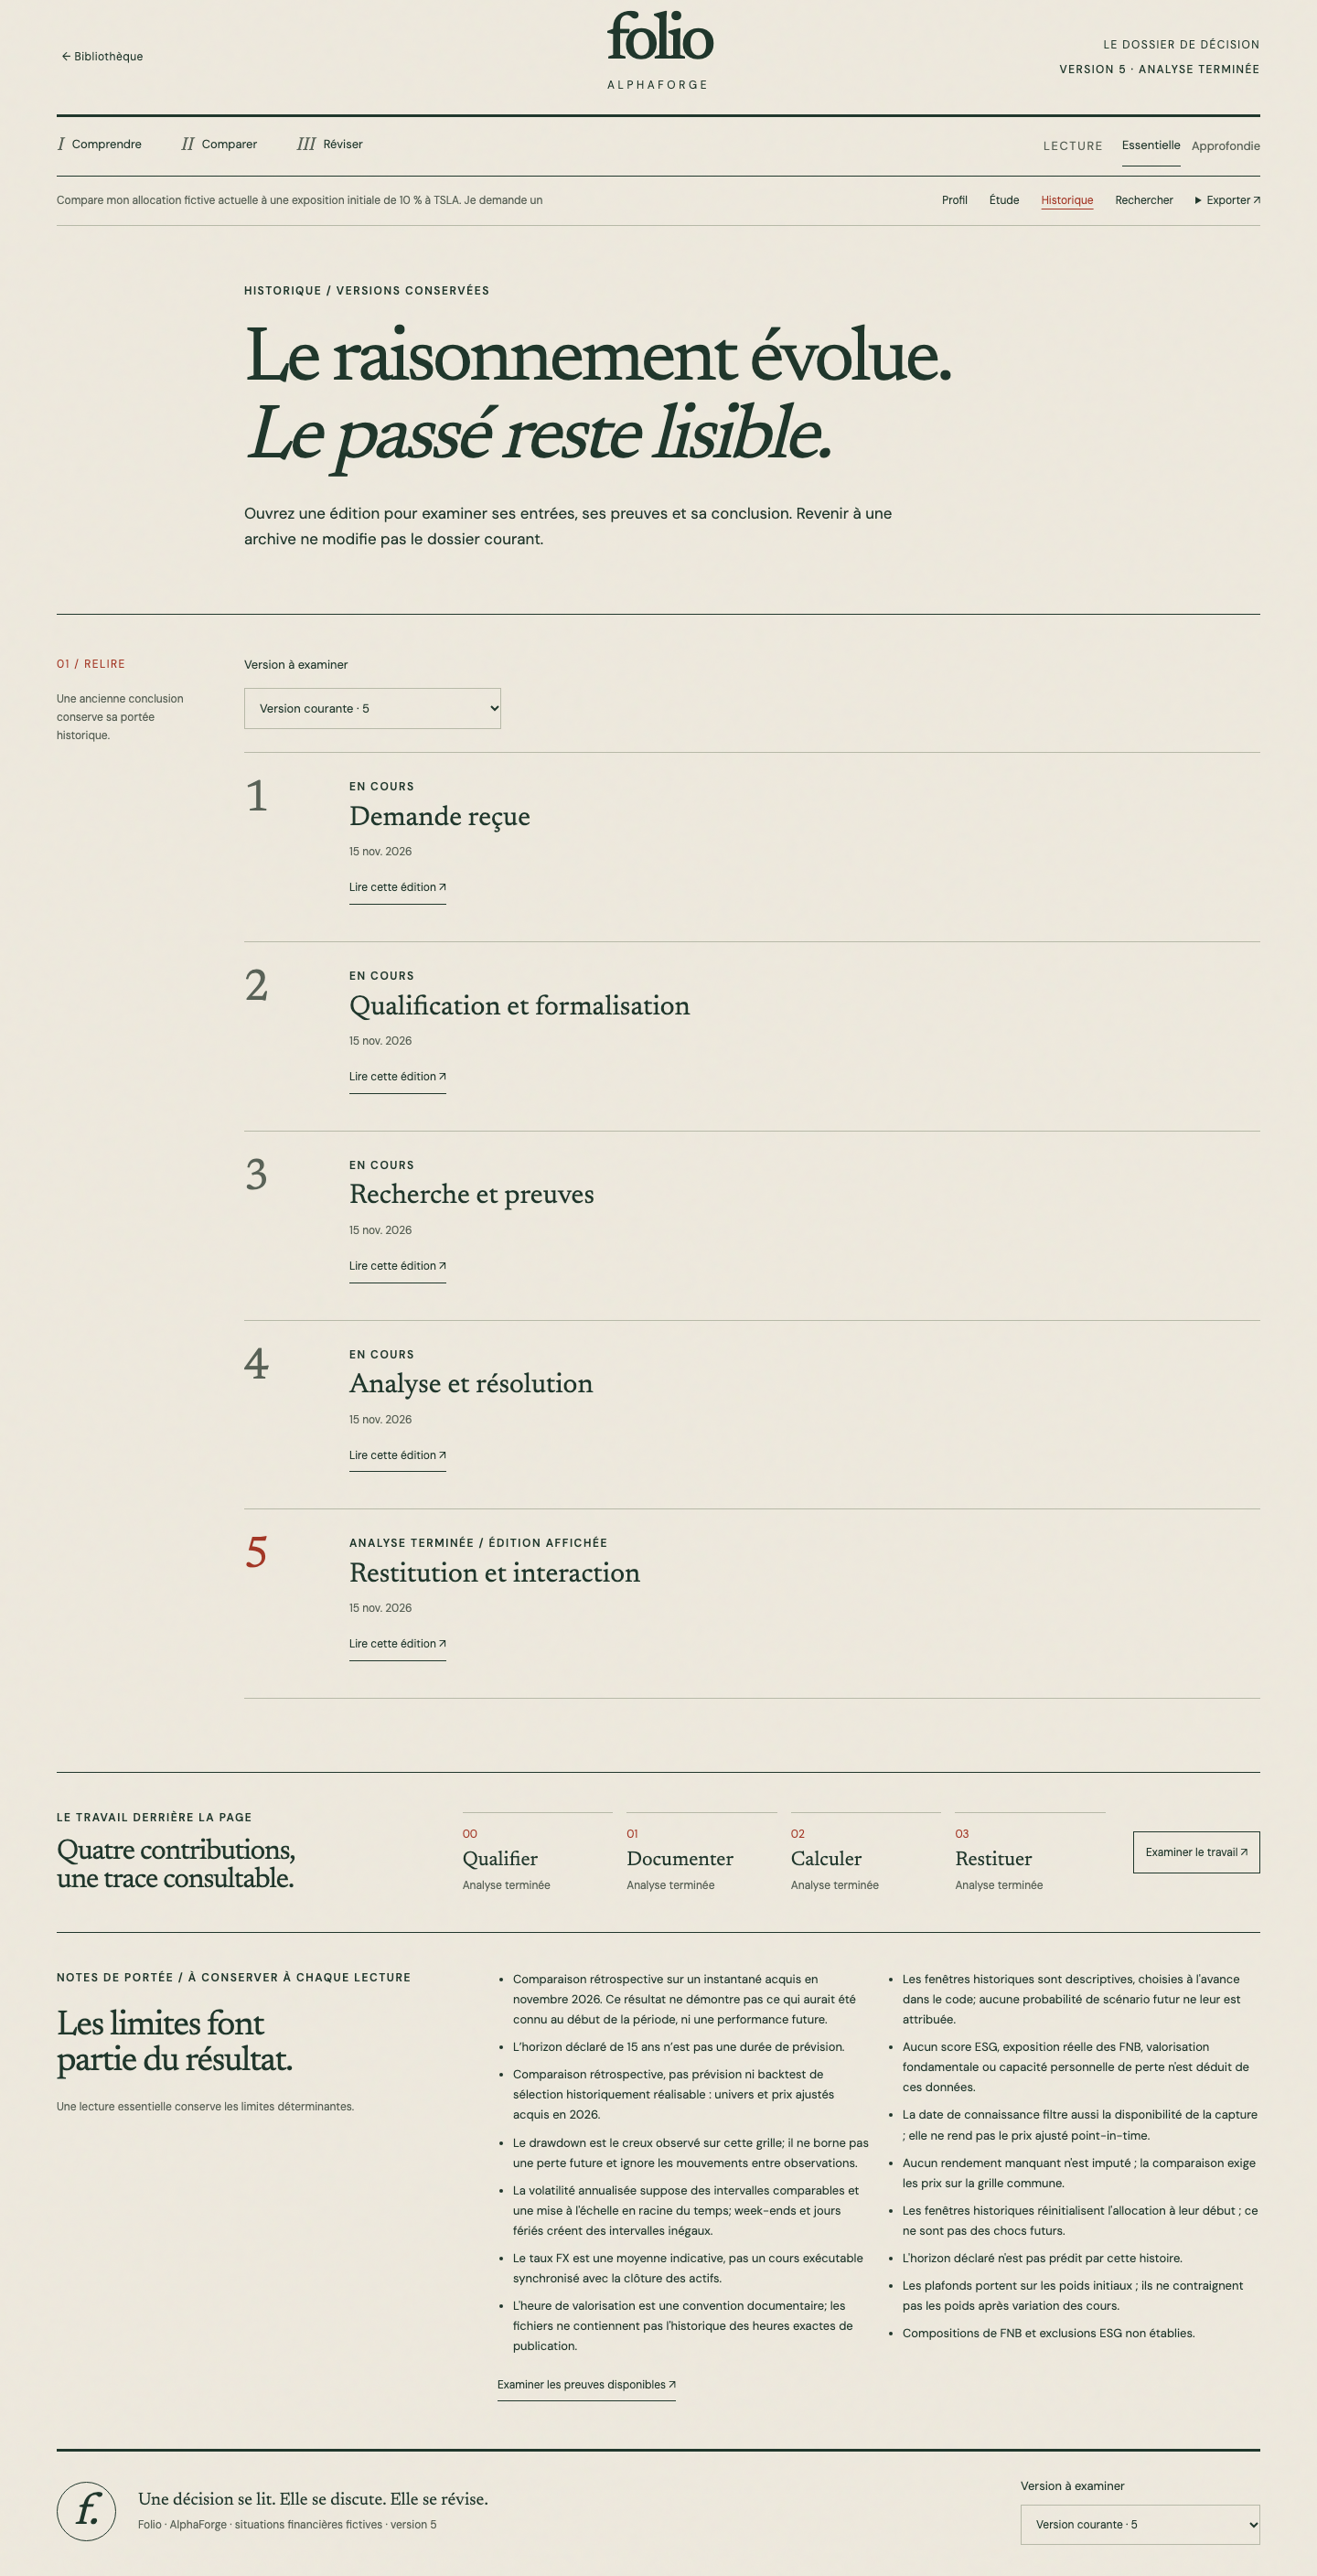 ← Bibliothèque
folio
ALPHAFORGE
LE DOSSIER DE DÉCISION
VERSION 5 · ANALYSE TERMINÉE
I Comprendre
II Comparer
III Réviser
LECTURE
Essentielle
Approfondie
Compare mon allocation fictive actuelle à une exposition initiale de 10 % à TSLA. Je demande un
Profil
Étude
Historique
Rechercher
▶ Exporter ↗
HISTORIQUE / VERSIONS CONSERVÉES
Le raisonnement évolue.
Le passé reste lisible.
Ouvrez une édition pour examiner ses entrées, ses preuves et sa conclusion. Revenir à une
archive ne modifie pas le dossier courant.
01 / RELIRE
Une ancienne conclusion
conserve sa portée
historique.
Version à examiner
Version courante · 5
1
EN COURS
Demande reçue
15 nov. 2026
Lire cette édition ↗
2
EN COURS
Qualification et formalisation
15 nov. 2026
Lire cette édition ↗
3
EN COURS
Recherche et preuves
15 nov. 2026
Lire cette édition ↗
4
EN COURS
Analyse et résolution
15 nov. 2026
Lire cette édition ↗
5
ANALYSE TERMINÉE / ÉDITION AFFICHÉE
Restitution et interaction
15 nov. 2026
Lire cette édition ↗
LE TRAVAIL DERRIÈRE LA PAGE
Quatre contributions,
une trace consultable.
00
Qualifier
Analyse terminée
01
Documenter
Analyse terminée
02
Calculer
Analyse terminée
03
Restituer
Analyse terminée
Examiner le travail ↗
NOTES DE PORTÉE / À CONSERVER À CHAQUE LECTURE
Les limites font
partie du résultat.
Une lecture essentielle conserve les limites déterminantes.
• Comparaison rétrospective sur un instantané acquis en
novembre 2026. Ce résultat ne démontre pas ce qui aurait été
connu au début de la période, ni une performance future.
• L’horizon déclaré de 15 ans n’est pas une durée de prévision.
• Comparaison rétrospective, pas prévision ni backtest de
sélection historiquement réalisable : univers et prix ajustés
acquis en 2026.
• Le drawdown est le creux observé sur cette grille; il ne borne pas
une perte future et ignore les mouvements entre observations.
• La volatilité annualisée suppose des intervalles comparables et
une mise à l'échelle en racine du temps; week-ends et jours
fériés créent des intervalles inégaux.
• Le taux FX est une moyenne indicative, pas un cours exécutable
synchronisé avec la clôture des actifs.
• L'heure de valorisation est une convention documentaire; les
fichiers ne contiennent pas l'historique des heures exactes de
publication.
• Les fenêtres historiques sont descriptives, choisies à l'avance
dans le code; aucune probabilité de scénario futur ne leur est
attribuée.
• Aucun score ESG, exposition réelle des FNB, valorisation
fondamentale ou capacité personnelle de perte n'est déduit de
ces données.
• La date de connaissance filtre aussi la disponibilité de la capture
; elle ne rend pas le prix ajusté point-in-time.
• Aucun rendement manquant n'est imputé ; la comparaison exige
les prix sur la grille commune.
• Les fenêtres historiques réinitialisent l'allocation à leur début ; ce
ne sont pas des chocs futurs.
• L'horizon déclaré n'est pas prédit par cette histoire.
• Les plafonds portent sur les poids initiaux ; ils ne contraignent
pas les poids après variation des cours.
• Compositions de FNB et exclusions ESG non établies.
Examiner les preuves disponibles ↗
f.
Une décision se lit. Elle se discute. Elle se révise.
Folio · AlphaForge · situations financières fictives · version 5
Version à examiner
Version courante · 5